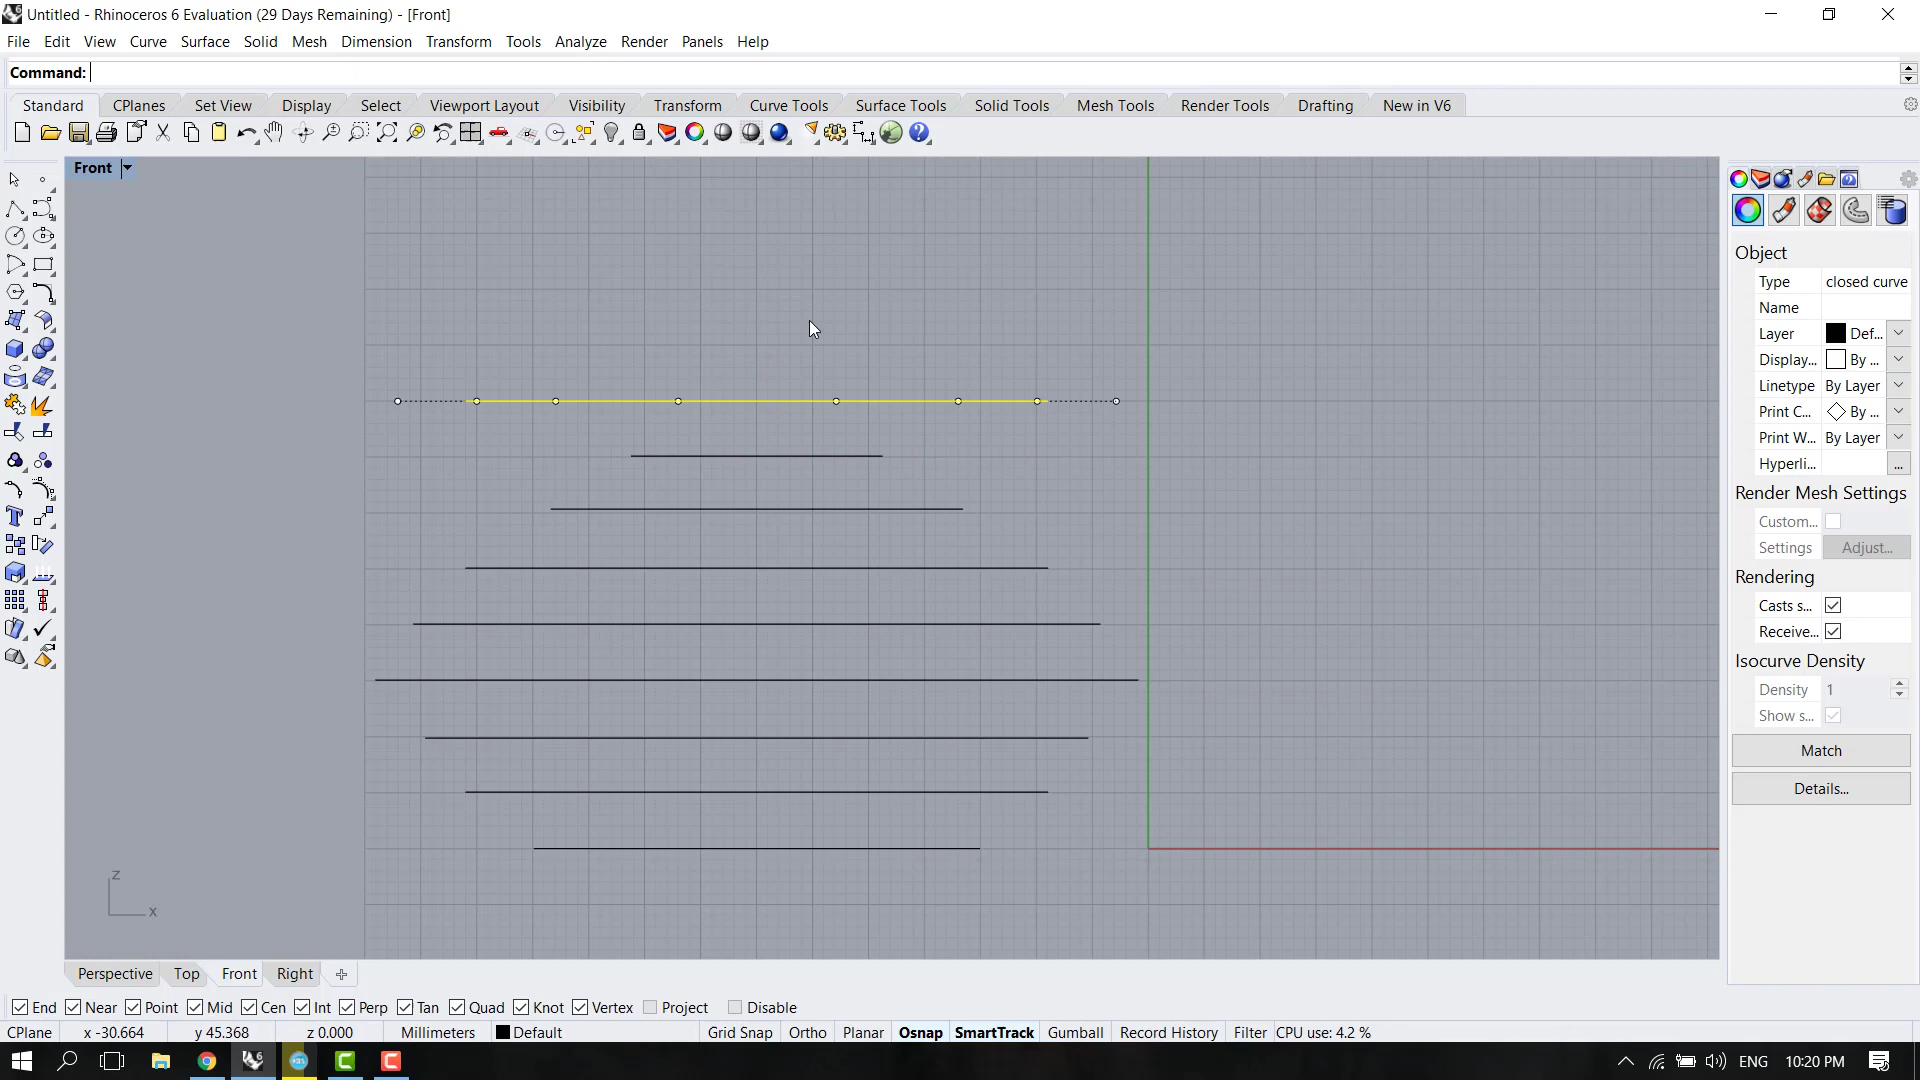 Untitled - Rhinoceros 6 Evaluation (29 Days Remaining) - [Front]
File Edit View Curve Surface Solid Mesh Dimension Transform Tools Analyze Render Panels Help
Command:
Standard CPlanes Set View Display Select Viewport Layout Visibility Transform Curve Tools Surface Tools Solid Tools Mesh Tools Render Tools Drafting New in V6
Front
Object
Type closed curve
Name
Layer Def...
Display... By ...
Linetype By Layer
Print C... By ...
Print W... By Layer
Hyperli... ...
Render Mesh Settings
Custom...
Settings Adjust...
Rendering
Casts s...
Receive...
Isocurve Density
Density 1
Show s...
Match
Details...
z
x
Perspective Top Front Right
End Near Point Mid Cen Int Perp Tan Quad Knot Vertex Project Disable
CPlane x -30.664 y 45.368 z 0.000 Millimeters Default Grid Snap Ortho Planar Osnap SmartTrack Gumball Record History Filter CPU use: 4.2 %
ENG 10:20 PM